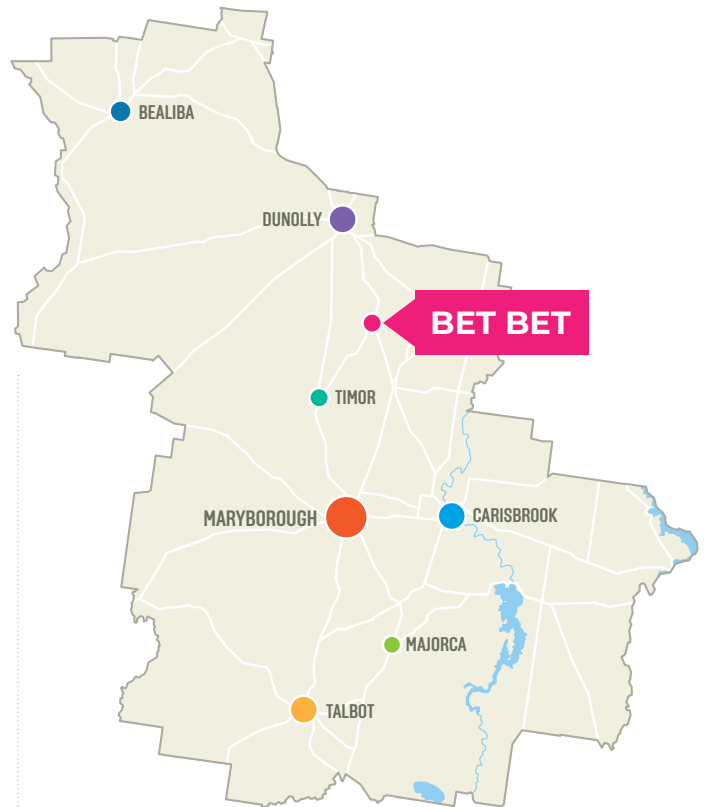 BEALIBA
DUNOLLY
BET BET
TIMOR
MARYBOROUGH
CARISBROOK
MAJORCA
TALBOT